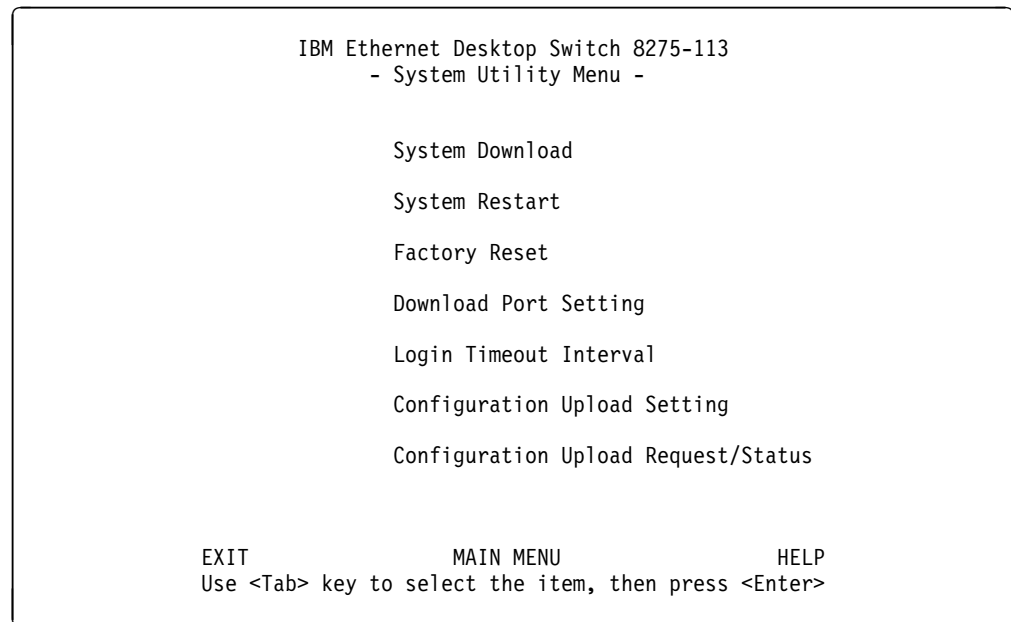 IBM Ethernet Desktop Switch 8275-113
- System Utility Menu -
System Download
System Restart
Factory Reset
Download Port Setting
Login Timeout Interval
Configuration Upload Setting
Configuration Upload Request/Status
EXIT MAIN MENU HELP
Use <Tab> key to select the item, then press <Enter>